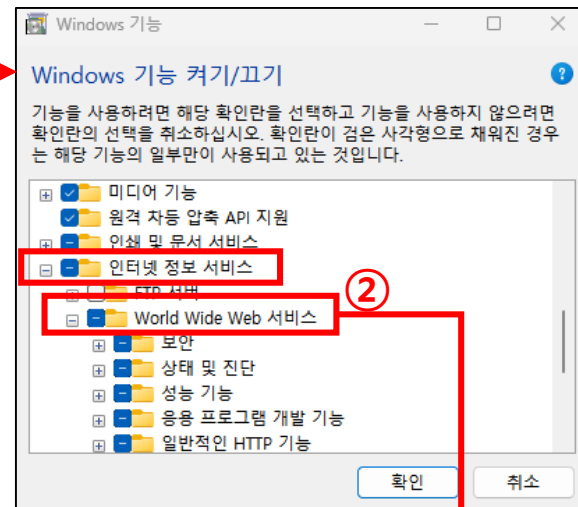 Windows 기능
Windows 기능 켜기/끄기
기능을 사용하려면 해당 확인란을 선택하고 기능을 사용하지 않으려면
확인란의 선택을 취소하십시오. 확인란이 검은 사각형으로 채워진 경우
는 해당 기능의 일부만이 사용되고 있는 것입니다.
미디어 기능
원격 차등 압축 API 지원
인쇄 및 문서 서비스
인터넷 정보 서비스
FTP 서버
②
World Wide Web 서비스
보안
상태 및 진단
성능 기능
응용 프로그램 개발 기능
일반적인 HTTP 기능
확인 취소